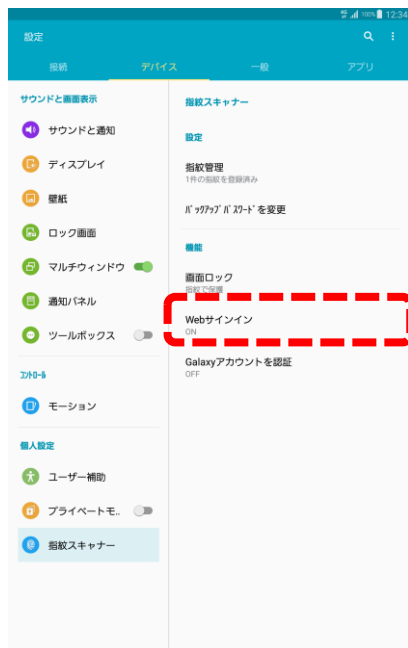 100% 12:34
設定
接続 デバイス 一般 アプリ
サウンドと画面表示
サウンドと通知
ディスプレイ
壁紙
ロック画面
マルチウィンドウ
通知パネル
ツールボックス
ｺﾝﾄﾛｰﾙ
モーション
個人設定
ユーザー補助
プライベートモ..
指紋スキャナー
指紋スキャナー
設定
指紋管理
1件の指紋を登録済み
ﾊﾞｯｸｱｯﾌﾟﾊﾟｽﾜｰﾄﾞを変更
機能
画面ロック
指紋で保護
Webサインイン
ON
Galaxyアカウントを認証
OFF